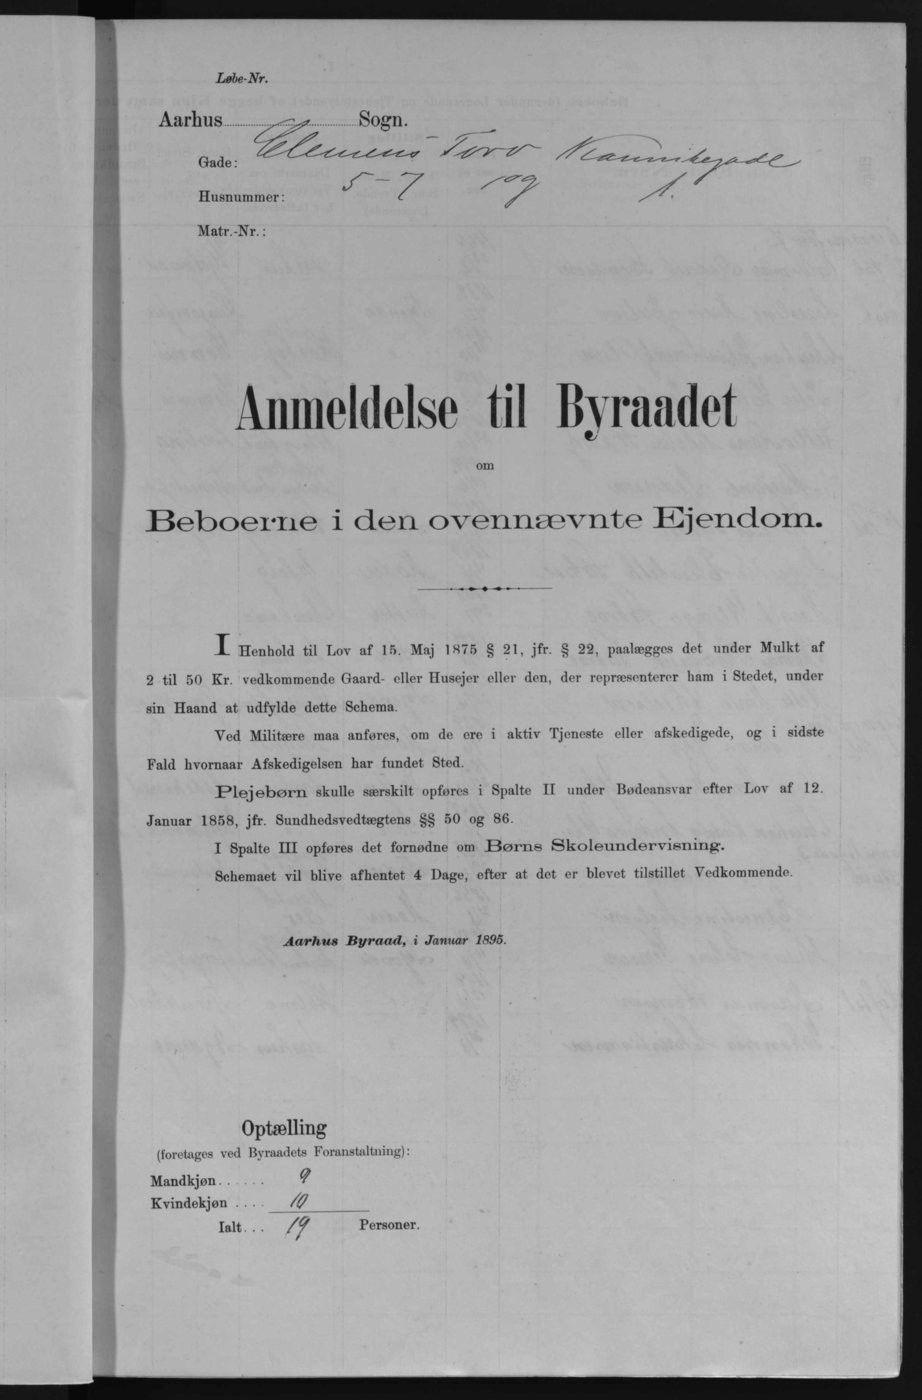 Løbe-Nr.
Aarhus Sogn.
Gade: Clemens Torv Kannikegade
Husnummer: 5-7 og 1.
Matr.-Nr.:
Anmeldelse til Byraadet
om
Beboerne i den ovennævnte Ejendom.
I Henhold til Lov af 15. Maj 1875 § 21, jfr. § 22, paalægges det under Mulkt af
2 til 50 Kr. vedkommende Gaard- eller Husejer eller den, der repræsenterer ham i Stedet, under
sin Haand at udfylde dette Schema.
Ved Militære maa anføres, om de ere i aktiv Tjeneste eller afskedigede, og i sidste
Fald hvornaar Afskedigelsen har fundet Sted.
Plejebørn skulle særskilt opføres i Spalte II under Bødeansvar efter Lov af 12.
Januar 1858, jfr. Sundhedsvedtægtens §§ 50 og 86.
I Spalte III opføres det fornødne om Børns Skoleundervisning.
Schemaet vil blive afhentet 4 Dage, efter at det er blevet tilstillet Vedkommende.
Aarhus Byraad, i Januar 1895.
Optælling
(foretages ved Byraadets Foranstaltning):
Mandkjøn...... 9
Kvindekjøn .... 10
Ialt... 19 Personer.